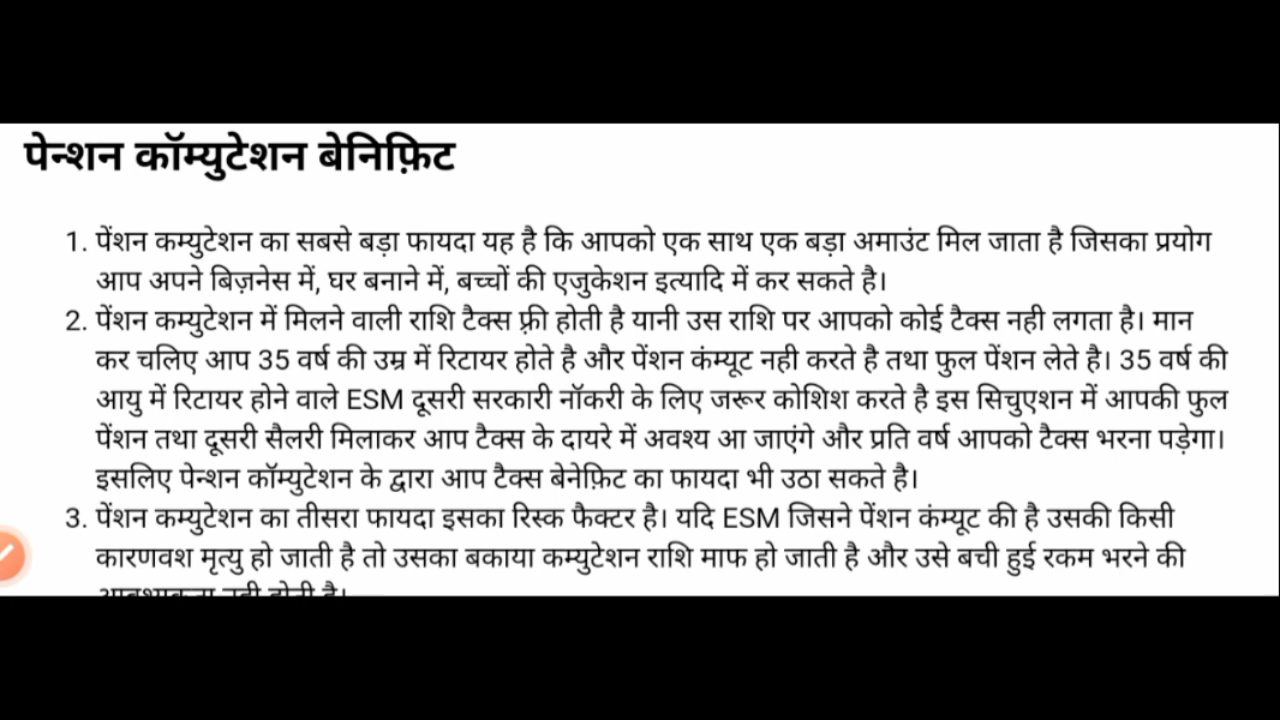 पेन्शन कॉम्युटेशन बेनिफ़िट
1. पेंशन कम्युटेशन का सबसे बड़ा फायदा यह है कि आपको एक साथ एक बड़ा अमाउंट मिल जाता है जिसका प्रयोग
आप अपने बिज़नेस में, घर बनाने में, बच्चों की एजुकेशन इत्यादि में कर सकते है।
2. पेंशन कम्युटेशन में मिलने वाली राशि टैक्स फ़्री होती है यानी उस राशि पर आपको कोई टैक्स नही लगता है। मान
कर चलिए आप 35 वर्ष की उम्र में रिटायर होते है और पेंशन कंम्यूट नही करते है तथा फुल पेंशन लेते है। 35 वर्ष की
आयु में रिटायर होने वाले ESM दूसरी सरकारी नॉकरी के लिए जरूर कोशिश करते है इस सिचुएशन में आपकी फुल
पेंशन तथा दूसरी सैलरी मिलाकर आप टैक्स के दायरे में अवश्य आ जाएंगे और प्रति वर्ष आपको टैक्स भरना पड़ेगा।
इसलिए पेन्शन कॉम्युटेशन के द्वारा आप टैक्स बेनेफ़िट का फायदा भी उठा सकते है।
3. पेंशन कम्युटेशन का तीसरा फायदा इसका रिस्क फैक्टर है। यदि ESM जिसने पेंशन कंम्यूट की है उसकी किसी
कारणवश मृत्यु हो जाती है तो उसका बकाया कम्युटेशन राशि माफ हो जाती है और उसे बची हुई रकम भरने की
आवश्यकता नही होती है।